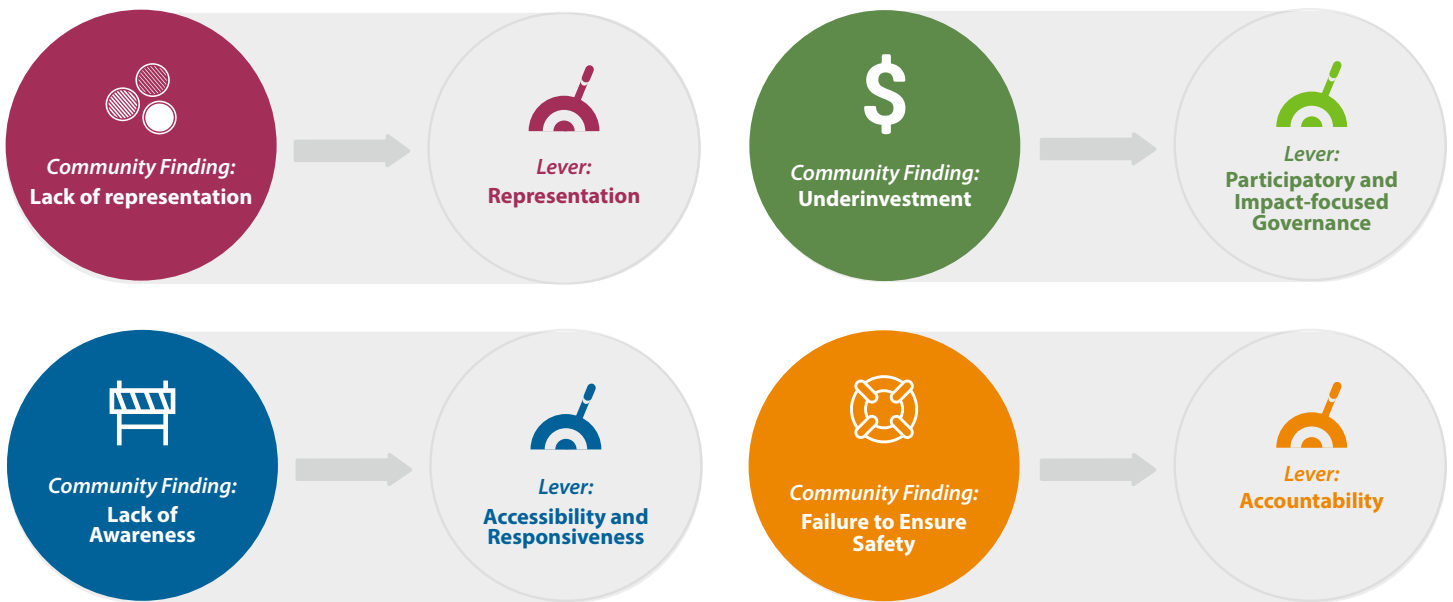 Community Finding:
Lack of representation
Lever:
Representation
$
Community Finding:
Underinvestment
Lever:
Participatory and
Impact-focused
Governance
Community Finding:
Lack of
Awareness
Lever:
Accessibility and
Responsiveness
Community Finding:
Failure to Ensure
Safety
Lever:
Accountability